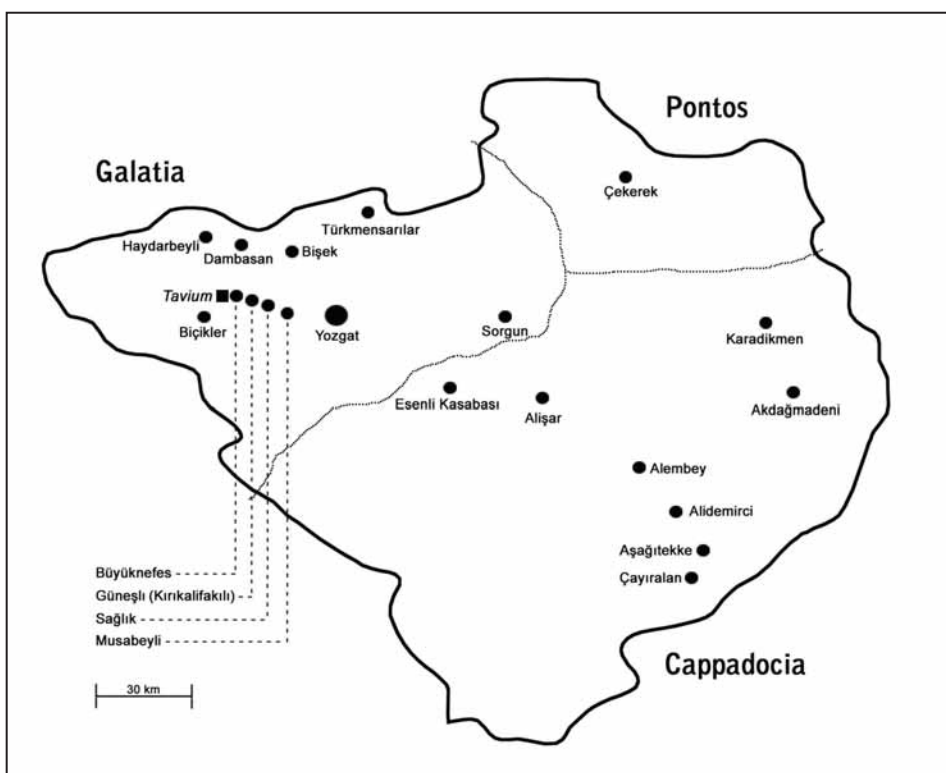 Pontos
Galatia
Çekerek
Türkmensarılar
Haydarbeyli
Dambasan
Bişek
Tavium
Biçikler
Yozgat
Sorgun
Karadikmen
Esenli Kasabası
Alişar
Akdağmadeni
Alembey
Alidemirci
Aşağıtekke
Çayıralan
Büyüknefes
Güneşlı (Kırıkalifakılı)
Sağlık
Musabeyli
Cappadocia
30 km